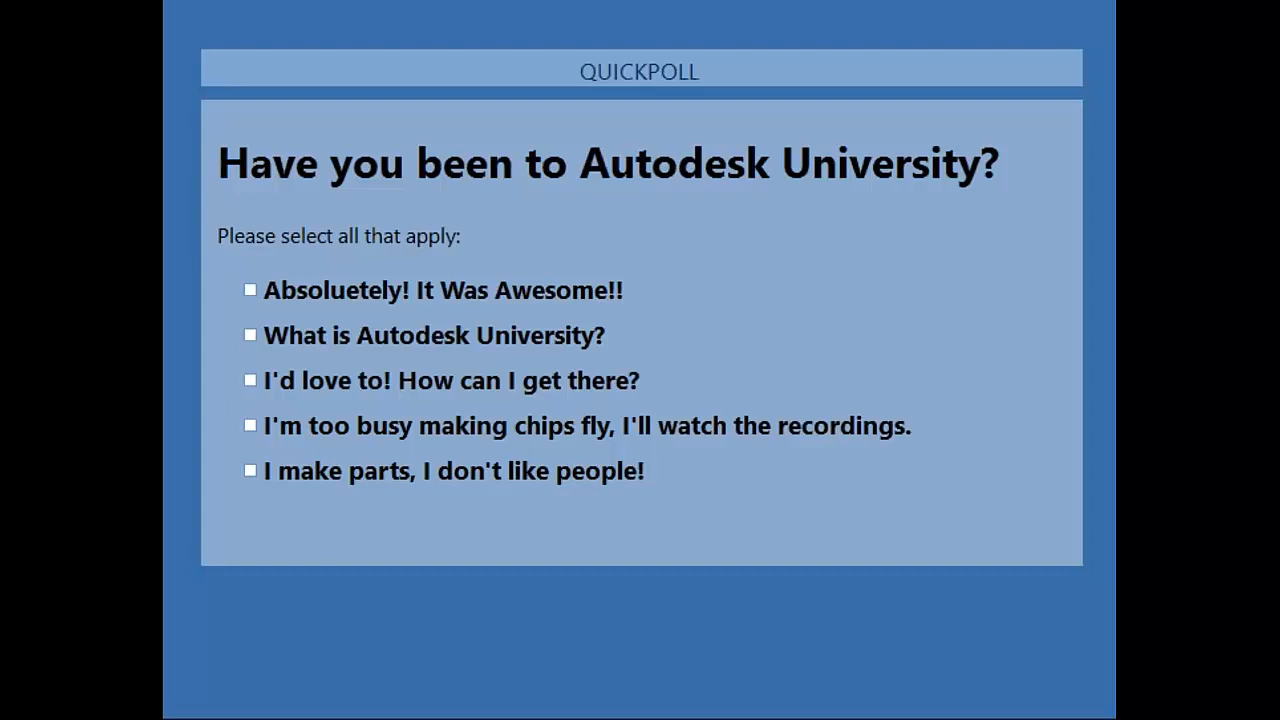 QUICKPOLL
Have you been to Autodesk University?
Please select all that apply:
Absoluetely! It Was Awesome!!
What is Autodesk University?
I'd love to! How can I get there?
I'm too busy making chips fly, I'll watch the recordings.
I make parts, I don't like people!